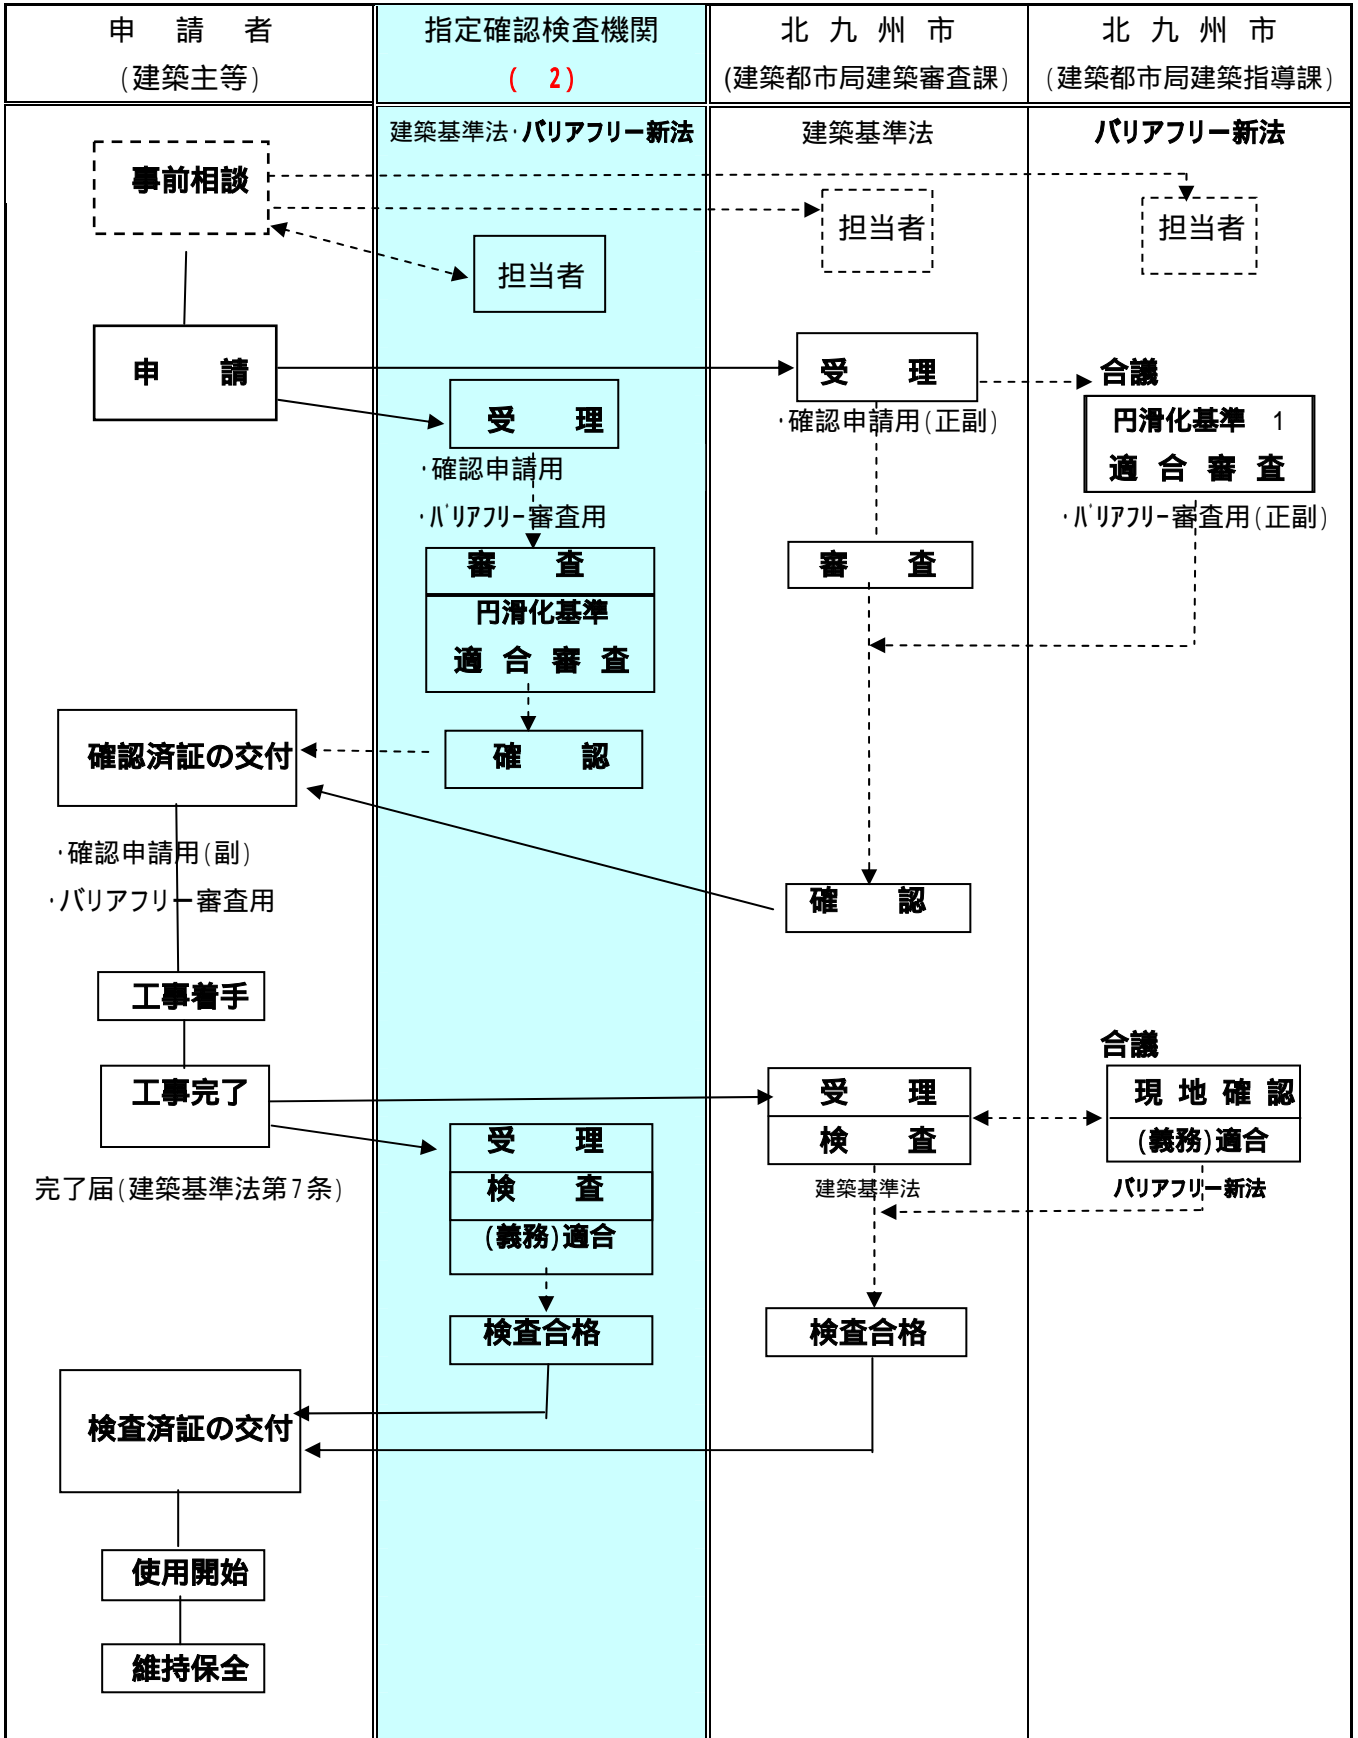 申 請 者
(建築主等)
指定確認検査機関
( 2)
北 九 州 市
(建築都市局建築審査課)
北 九 州 市
(建築都市局建築指導課)
建築基準法・バリアフリー新法
建築基準法
バリアフリー新法
事前相談
担当者
担当者
担当者
申 請
受 理
・確認申請用
・ﾊﾞﾘｱﾌﾘｰ審査用
受 理
・確認申請用(正副)
合議
円滑化基準 1
適 合 審 査
・ﾊﾞﾘｱﾌﾘｰ審査用(正副)
審 査
円滑化基準
適 合 審 査
審 査
確認済証の交付
確 認
・確認申請用(副)
・バリアフリー審査用
確 認
工事着手
工事完了
完了届(建築基準法第7条)
受 理
検 査
(義務)適合
受 理
検 査
建築基準法
合議
現 地 確 認
(義務)適合
バリアフリー新法
検査合格
検査合格
検査済証の交付
使用開始
維持保全